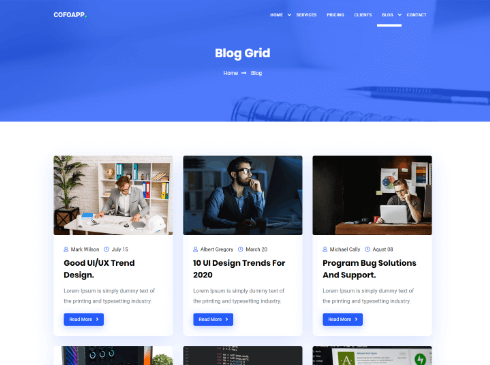 COFOAPP.
HOME SERVICES PRICING CLIENTS BLOG CONTACT
Blog Grid
Home Blog
Mark Wilson July 15
Good UI/UX Trend
Design.
Lorem Ipsum is simply dummy text of
the printing and typesetting industry.
Read More
Albert Gregory March 20
10 UI Design Trends For
2020
Lorem Ipsum is simply dummy text of
the printing and typesetting industry.
Read More
Michael Cally Agust 08
Program Bug Solutions
And Support.
Lorem Ipsum is simply dummy text of
the printing and typesetting industry.
Read More